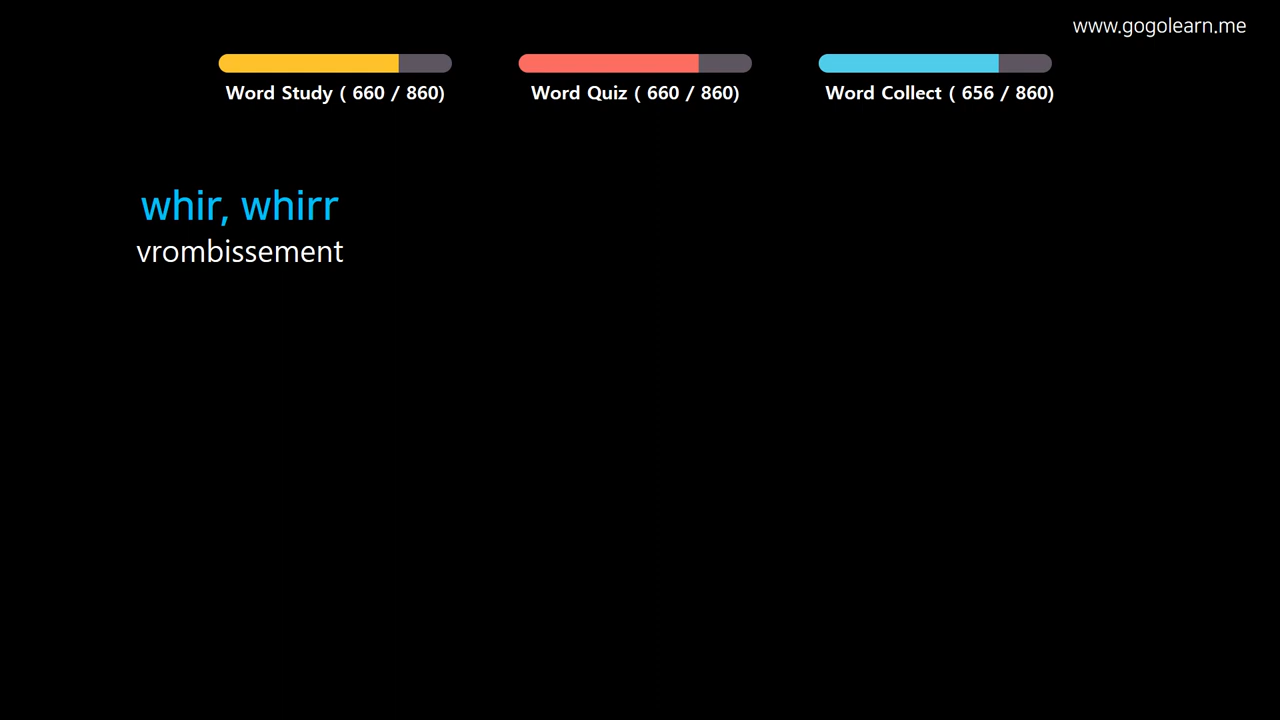 www.gogolearn.me
Word Study ( 660 / 860)
Word Quiz ( 660 / 860)
Word Collect ( 656 / 860)
whir, whirr
vrombissement